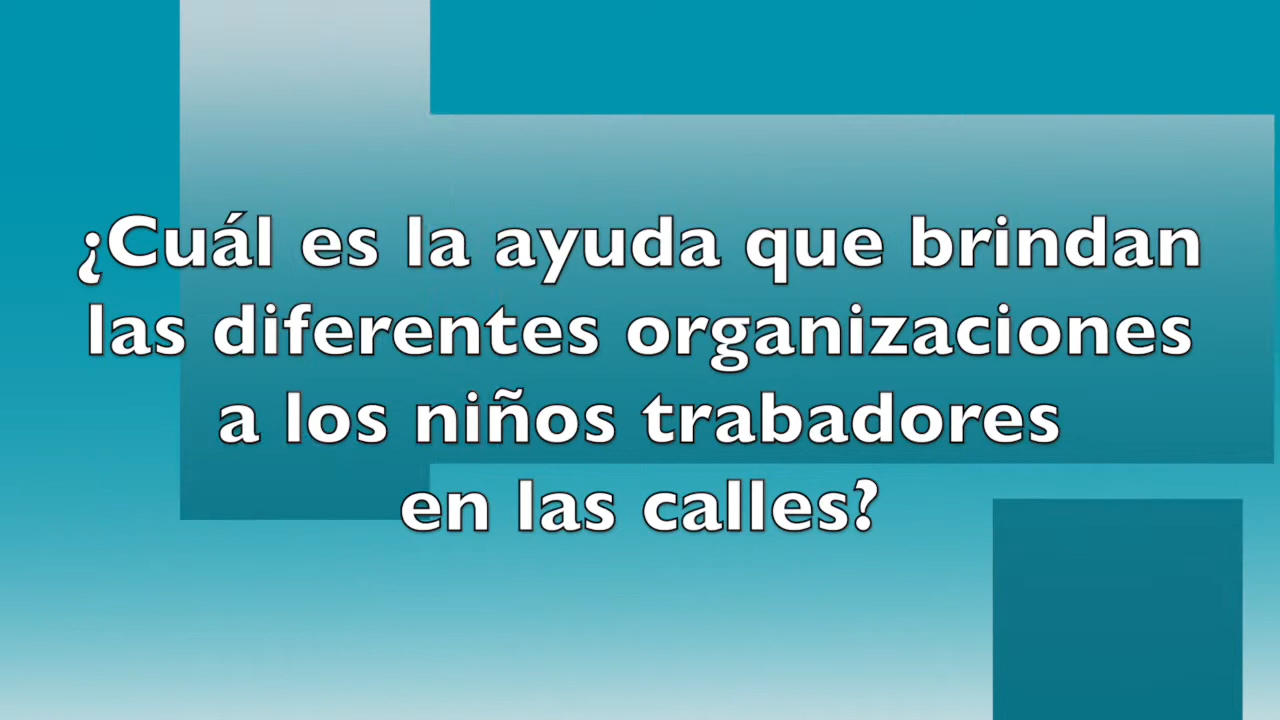 ¿Cuál es la ayuda que brindan
las diferentes organizaciones
a los niños trabadores
en las calles?